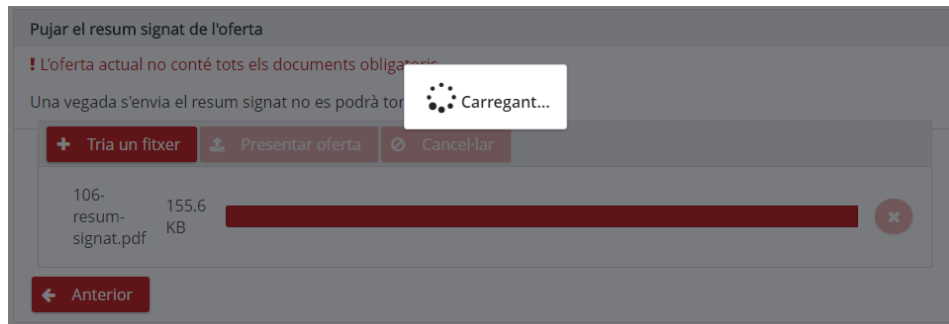 Pujar el resum signat de l'oferta
! L'oferta actual no conté tots els documents obligatoris
Una vegada s'envia el resum signat no es podrà
Carregant...
Tria un fitxer
Presentar oferta
Cancel·lar
106-
resum-
signat.pdf
155.6
KB
Anterior